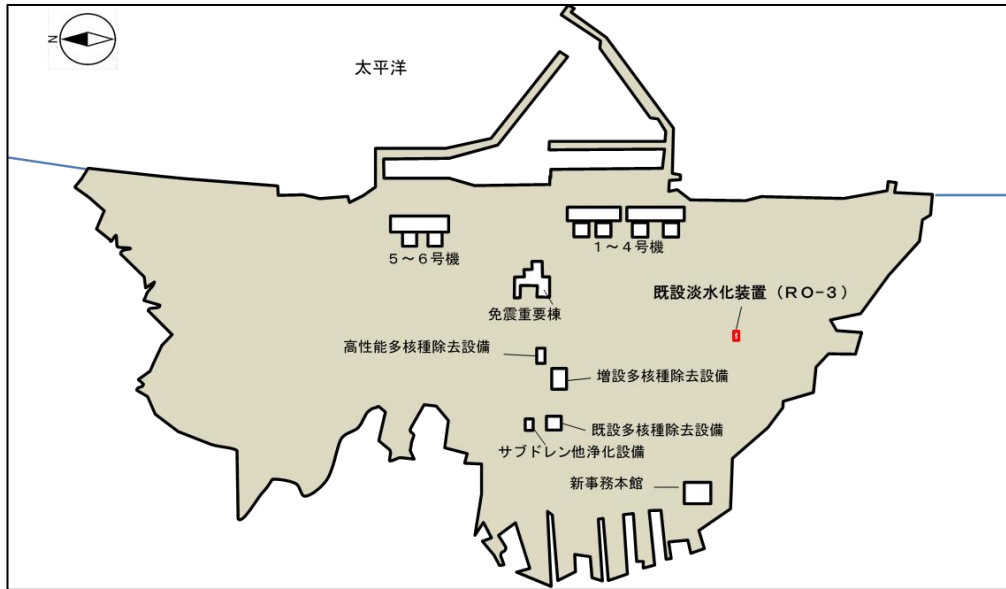 N
太平洋
5~6号機
1~4号機
免震重要棟
既設淡水化装置(RO-3)
高性能多核種除去設備
増設多核種除去設備
既設多核種除去設備
サブドレン他浄化設備
新事務本館